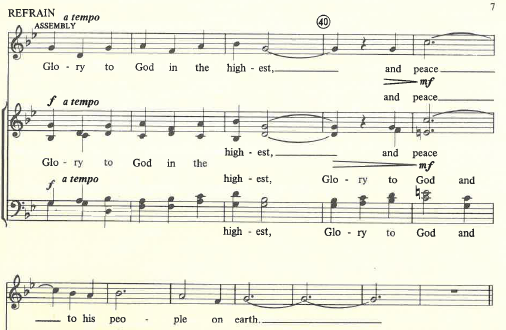 7
REFRAIN a tempo
ASSEMBLY
40
Glo - ry to God in the high - est, and peace
mf
and peace
f a tempo
high - est, and peace
Glo - ry to God in the mf
high - est, Glo - ry to God and
f a tempo
high - est, Glo - ry to God and
to his peo - ple on earth.